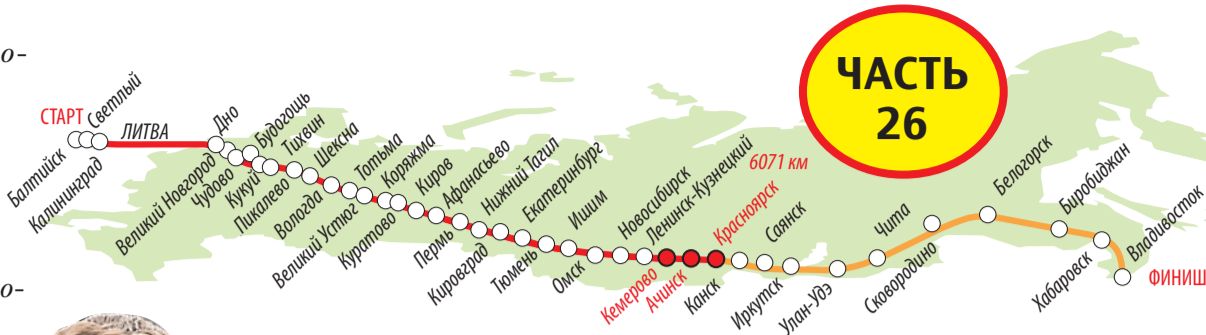 о-
о-
ЧАСТЬ
26
СТАРТ
ЛИТВА
6071 км
ФИНИШ
Балтийск
Светлый
Калининград
Дно
Великий Новгород
Чудово
Будогощь
Кукуй
Тихвин
Пикалево
Шексна
Вологда
Тотьма
Великий Устюг
Коряжма
Куратово
Киров
Афанасьево
Пермь
Нижний Тагил
Кировград
Екатеринбург
Тюмень
Ишим
Омск
Новосибирск
Ленинск-Кузнецкий
Кемерово
Ачинск
Красноярск
Канск
Саянск
Иркутск
Улан-Удэ
Чита
Сковородино
Белогорск
Биробиджан
Хабаровск
Владивосток